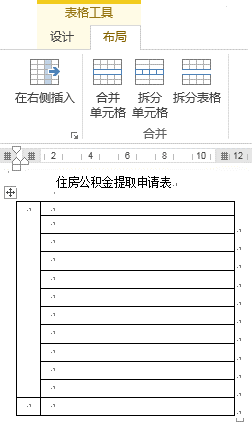 表格工具
设计 布局
在右侧插入 合并单元格 拆分单元格 拆分表格
合并
2 4 6 8 10 12
住房公积金提取申请表